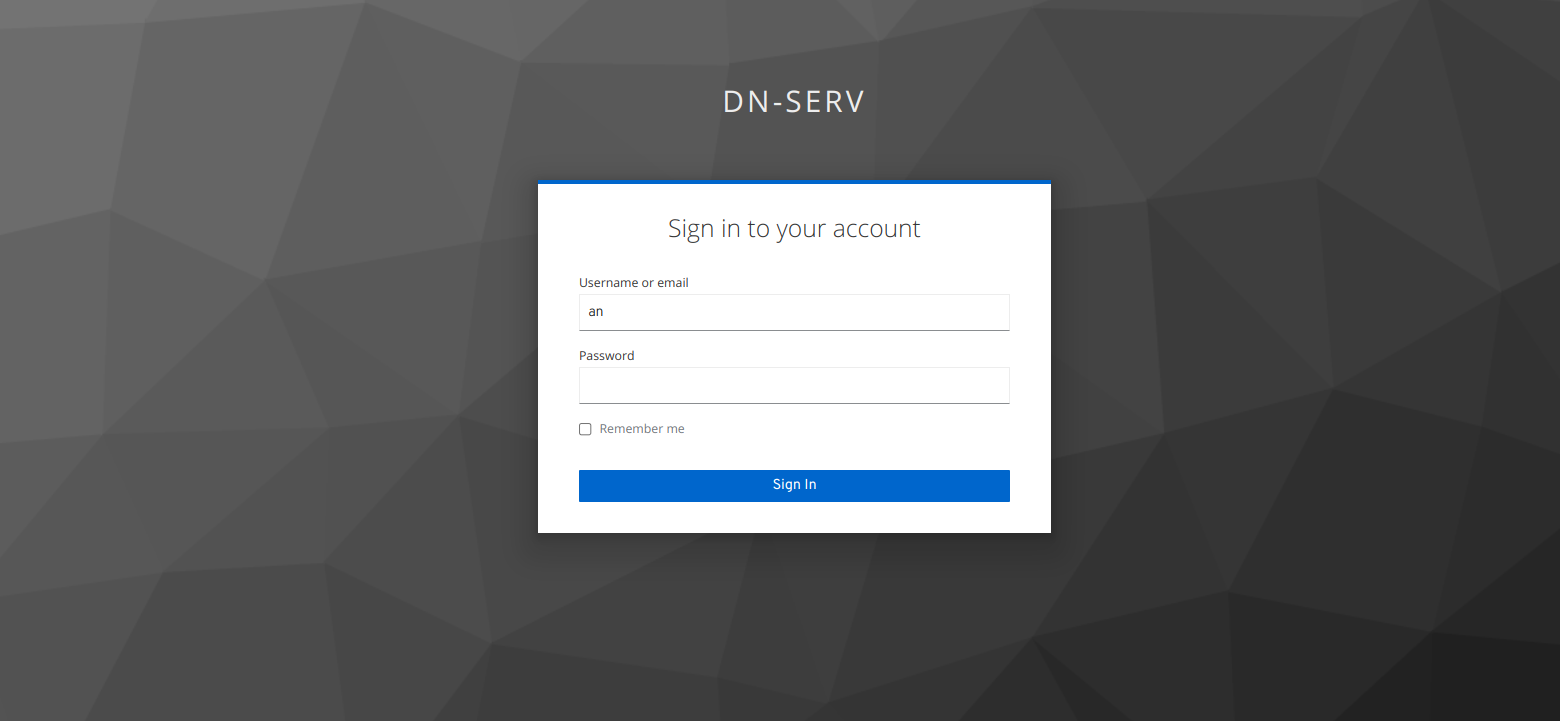 DN-SERV
Sign in to your account
Username or email
an
Password
Remember me
Sign In